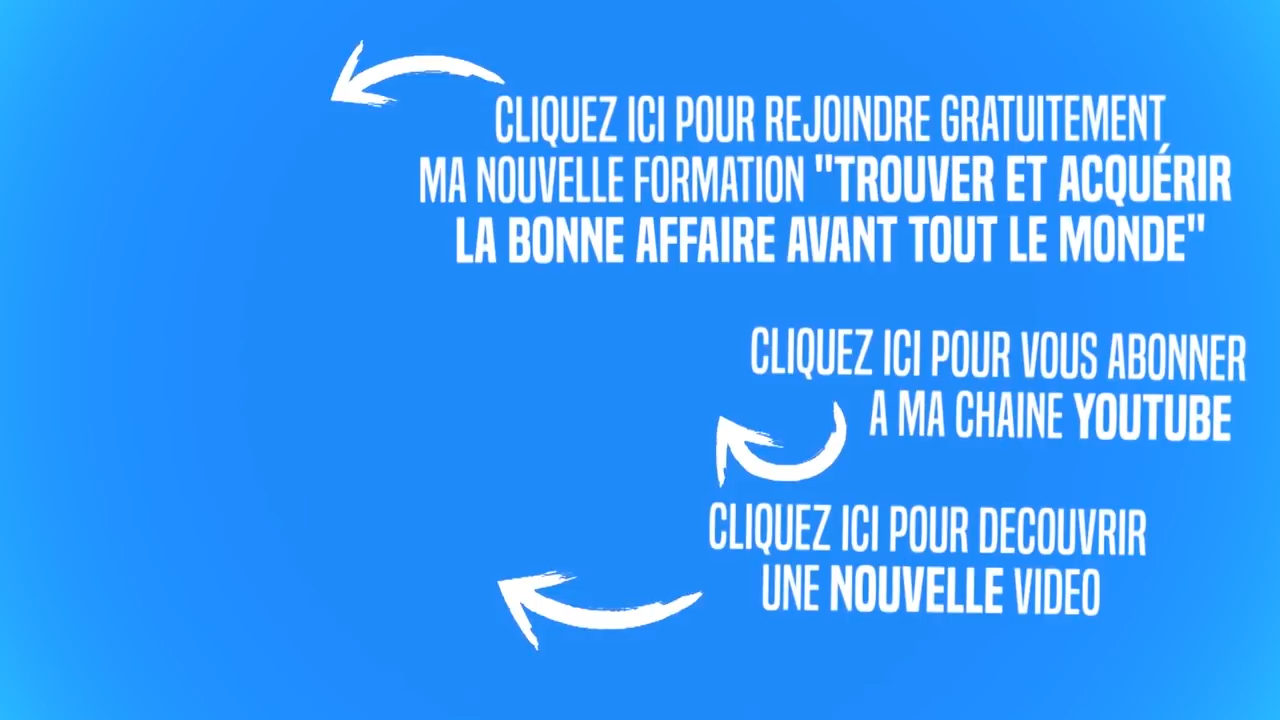 CLIQUEZ ICI POUR REJOINDRE GRATUITEMENT
MA NOUVELLE FORMATION "TROUVER ET ACQUÉRIR
LA BONNE AFFAIRE AVANT TOUT LE MONDE"
CLIQUEZ ICI POUR VOUS ABONNER
A MA CHAINE YOUTUBE
CLIQUEZ ICI POUR DECOUVRIR
UNE NOUVELLE VIDEO